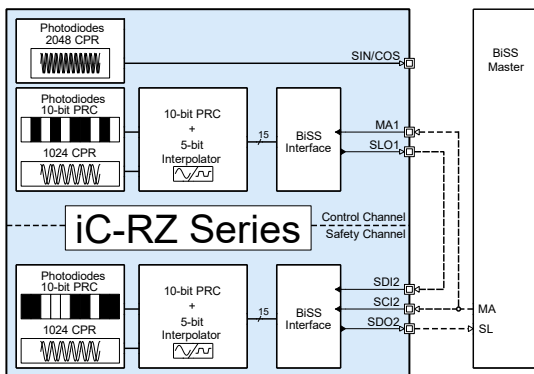 Photodiodes
2048 CPR
SIN/COS
BiSS
Master
Photodiodes
10-bit PRC
1024 CPR
10-bit PRC
+
5-bit
Interpolator
15
BiSS
Interface
MA1
SLO1
iC-RZ Series
Control Channel
Safety Channel
Photodiodes
10-bit PRC
1024 CPR
10-bit PRC
+
5-bit
Interpolator
15
BiSS
Interface
SDI2
SCI2
SDO2
MA
SL